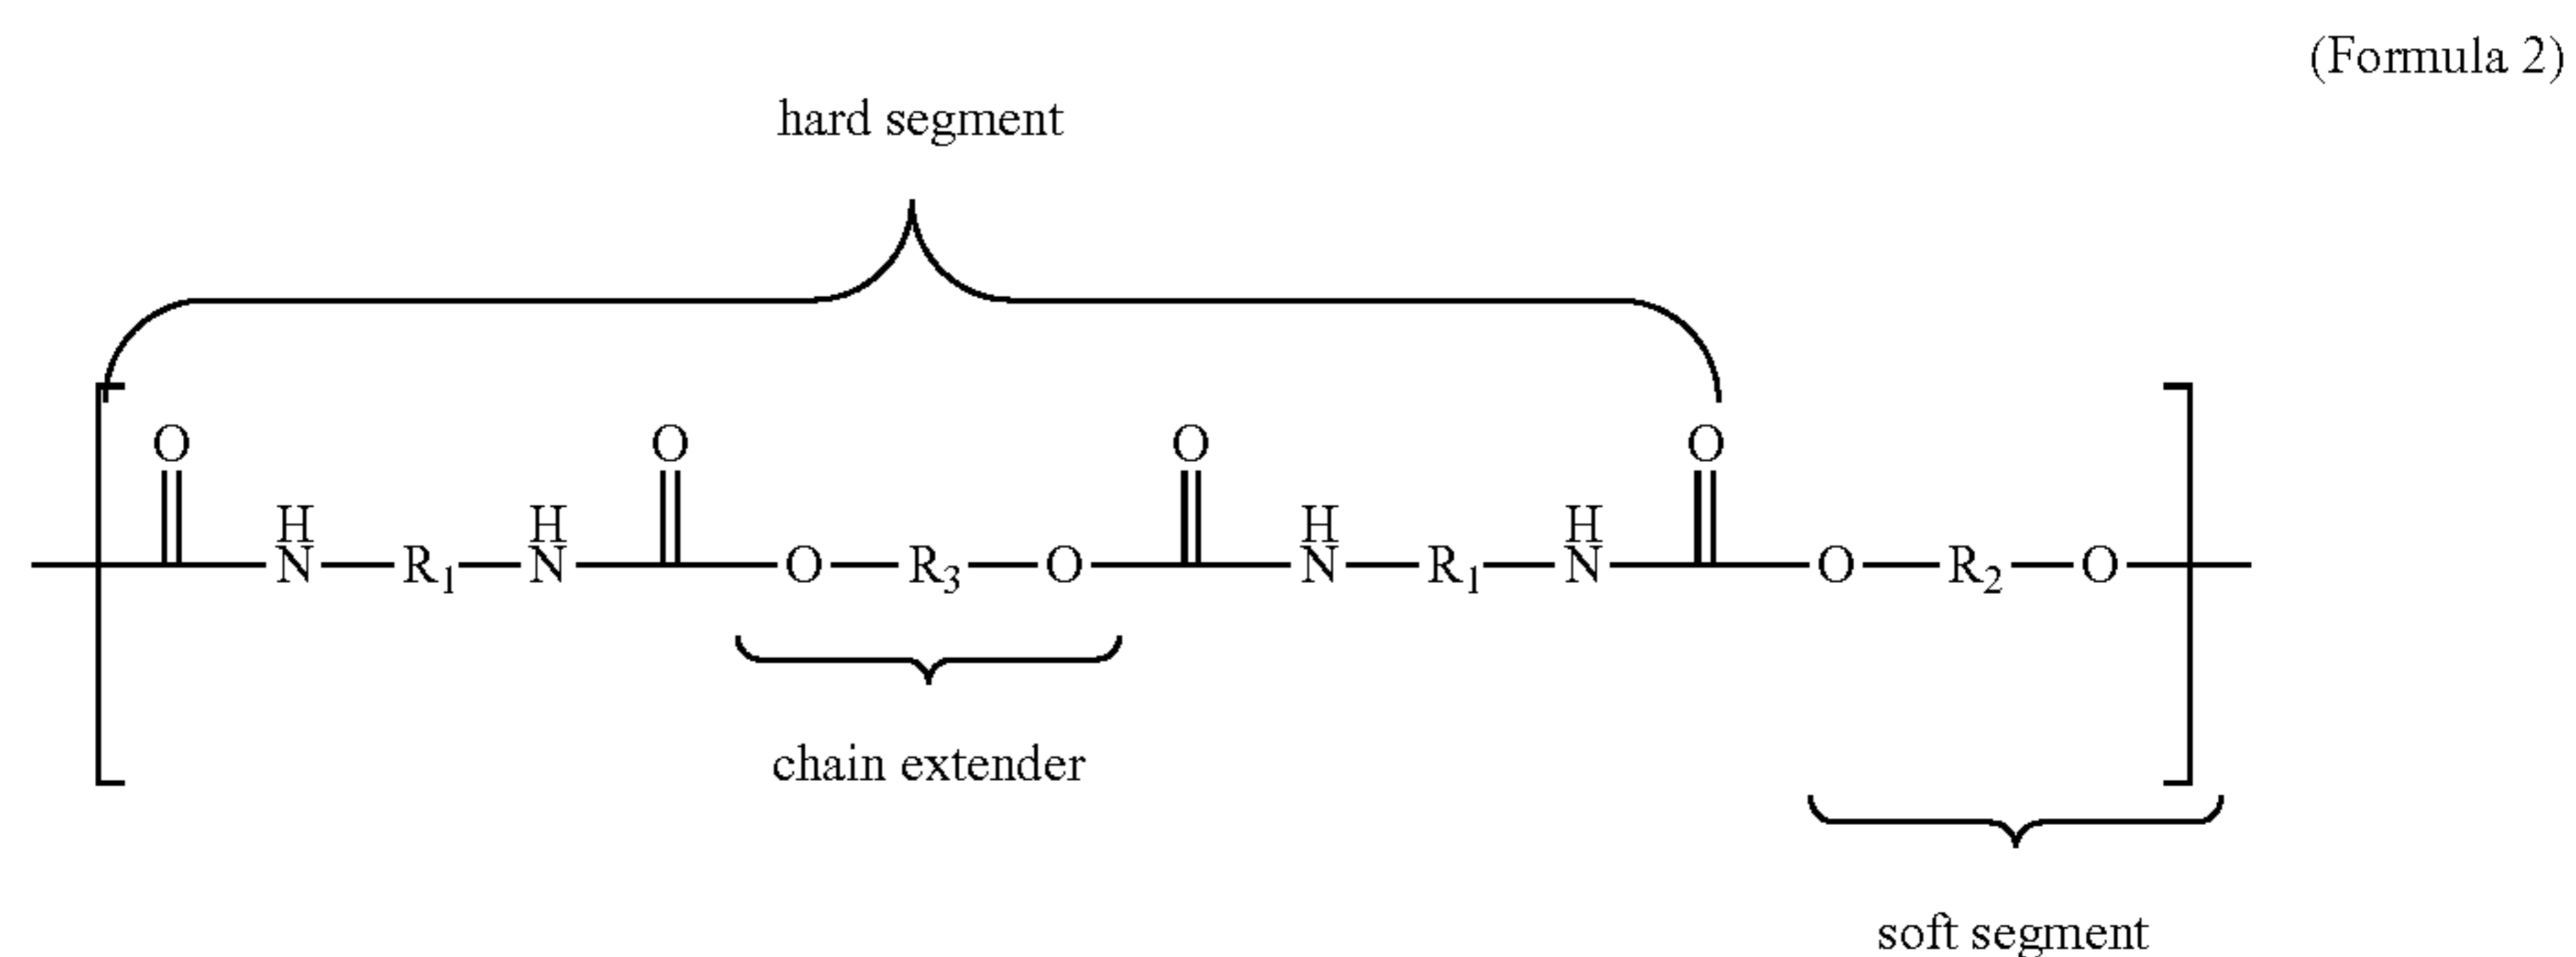 (Formula 2)
hard segment
O O O O
H H H H
N R₁ N O R₃ O N R₁ N O R₂ O
chain extender
soft segment